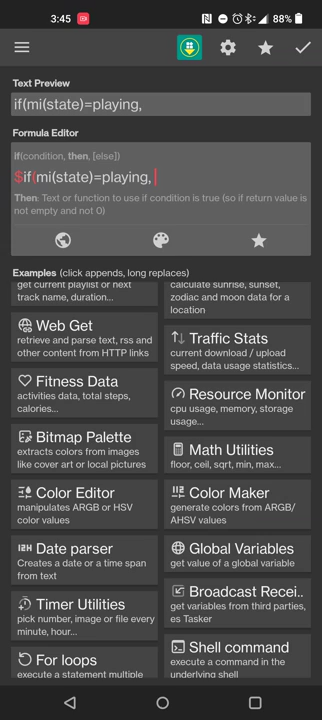 3:45
88%
Text Preview
if(mi(state)=playing,
Formula Editor
if(condition, then, [else])
$if(mi(state)=playing,
Then: Text or function to use if condition is true (so if return value is
not empty and not 0)
Examples (click appends, long replaces)
get current playlist or next
track name, duration...
calculate sunrise, sunset,
zodiac and moon data for a
location
Web Get
retrieve and parse text, rss and
other content from HTTP links
Traffic Stats
current download / upload
speed, data usage statistics...
Fitness Data
activities data, total steps,
calories...
Resource Monitor
cpu usage, memory, storage
usage...
Bitmap Palette
extracts colors from images
like cover art or local pictures
Math Utilities
floor, ceil, sqrt, min, max...
Color Editor
manipulates ARGB or HSV
color values
Color Maker
generate colors from ARGB/
AHSV values
12H Date parser
Creates a date or a time span
from text
Global Variables
get value of a global variable
Timer Utilities
pick number, image or file every
minute, hour...
Broadcast Recei..
get variables from third parties,
es Tasker
For loops
execute a statement multiple
Shell command
execute a command in the
underlying shell